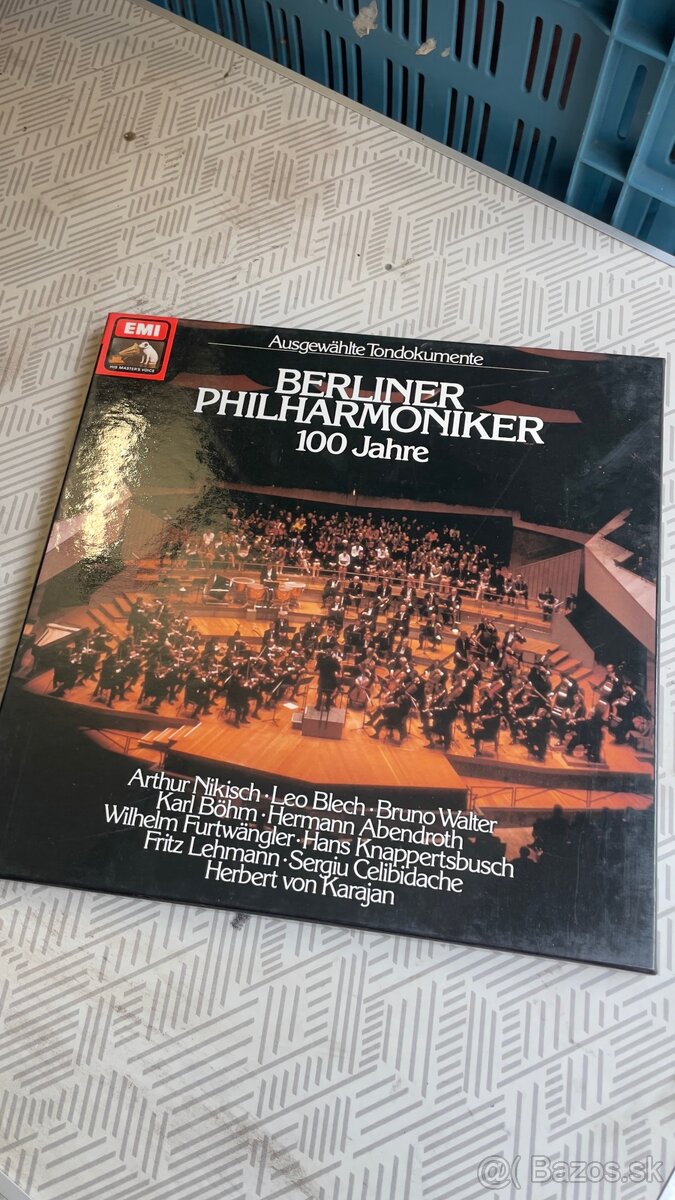 EMI
HIS MASTER'S VOICE
Ausgewählte Tondokumente
BERLINER
PHILHARMONIKER
100 Jahre
Arthur Nikisch · Leo Blech · Bruno Walter
Karl Böhm · Hermann Abendroth
Wilhelm Furtwängler · Hans Knappertsbusch
Fritz Lehmann · Sergiu Celibidache
Herbert von Karajan
@( Bazos.sk